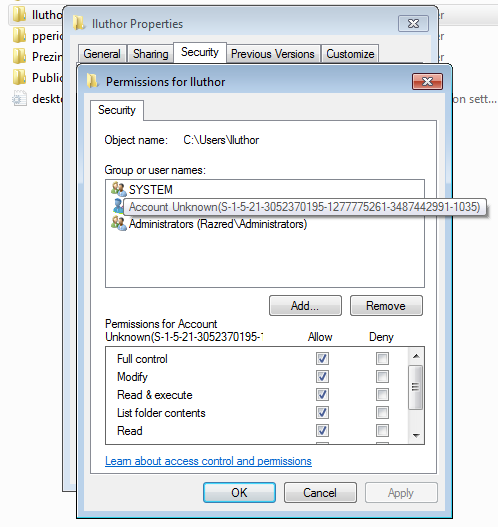 lluthor
pperic
Prezin
Public
deskt
er
er
er
er
on sett...
lluthor Properties
General
Sharing
Security
Previous Versions
Customize
Permissions for lluthor
Security
Object name: C:\Users\lluthor
Group or user names:
SYSTEM
Account Unknown(S-1-5-21-3052370195-1277775261-3487442991-1035)
Administrators (Razred\Administrators)
Add...
Remove
Permissions for Account
Unknown(S-1-5-21-3052370195-1
Allow
Deny
Full control
Modify
Read & execute
List folder contents
Read
Learn about access control and permissions
OK
Cancel
Apply